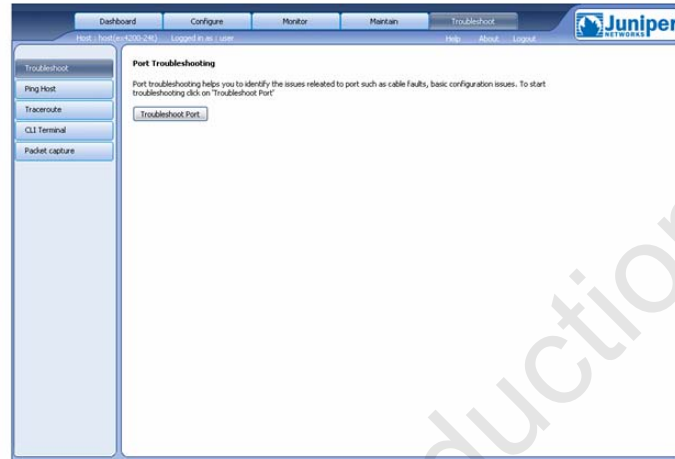 Dashboard Configure Monitor Maintain Troubleshoot
Juniper
NETWORKS
Host : host(ex4200-24t) Logged in as : user Help About Logout
Troubleshoot
Ping Host
Traceroute
CLI Terminal
Packet capture
Port Troubleshooting
Port troubleshooting helps you to identify the issues releated to port such as cable faults, basic configuration issues. To start
troubleshooting click on 'Troubleshoot Port'
Troubleshoot Port